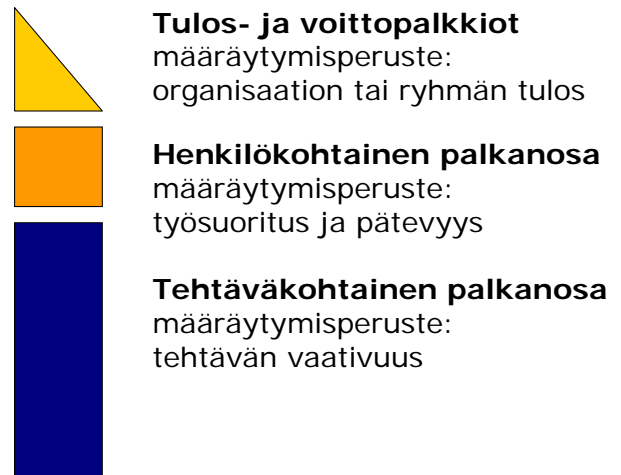 Tulos- ja voittopalkkiot
määräytymisperuste:
organisaation tai ryhmän tulos
Henkilökohtainen palkanosa
määräytymisperuste:
työsuoritus ja pätevyys
Tehtäväkohtainen palkanosa
määräytymisperuste:
tehtävän vaativuus